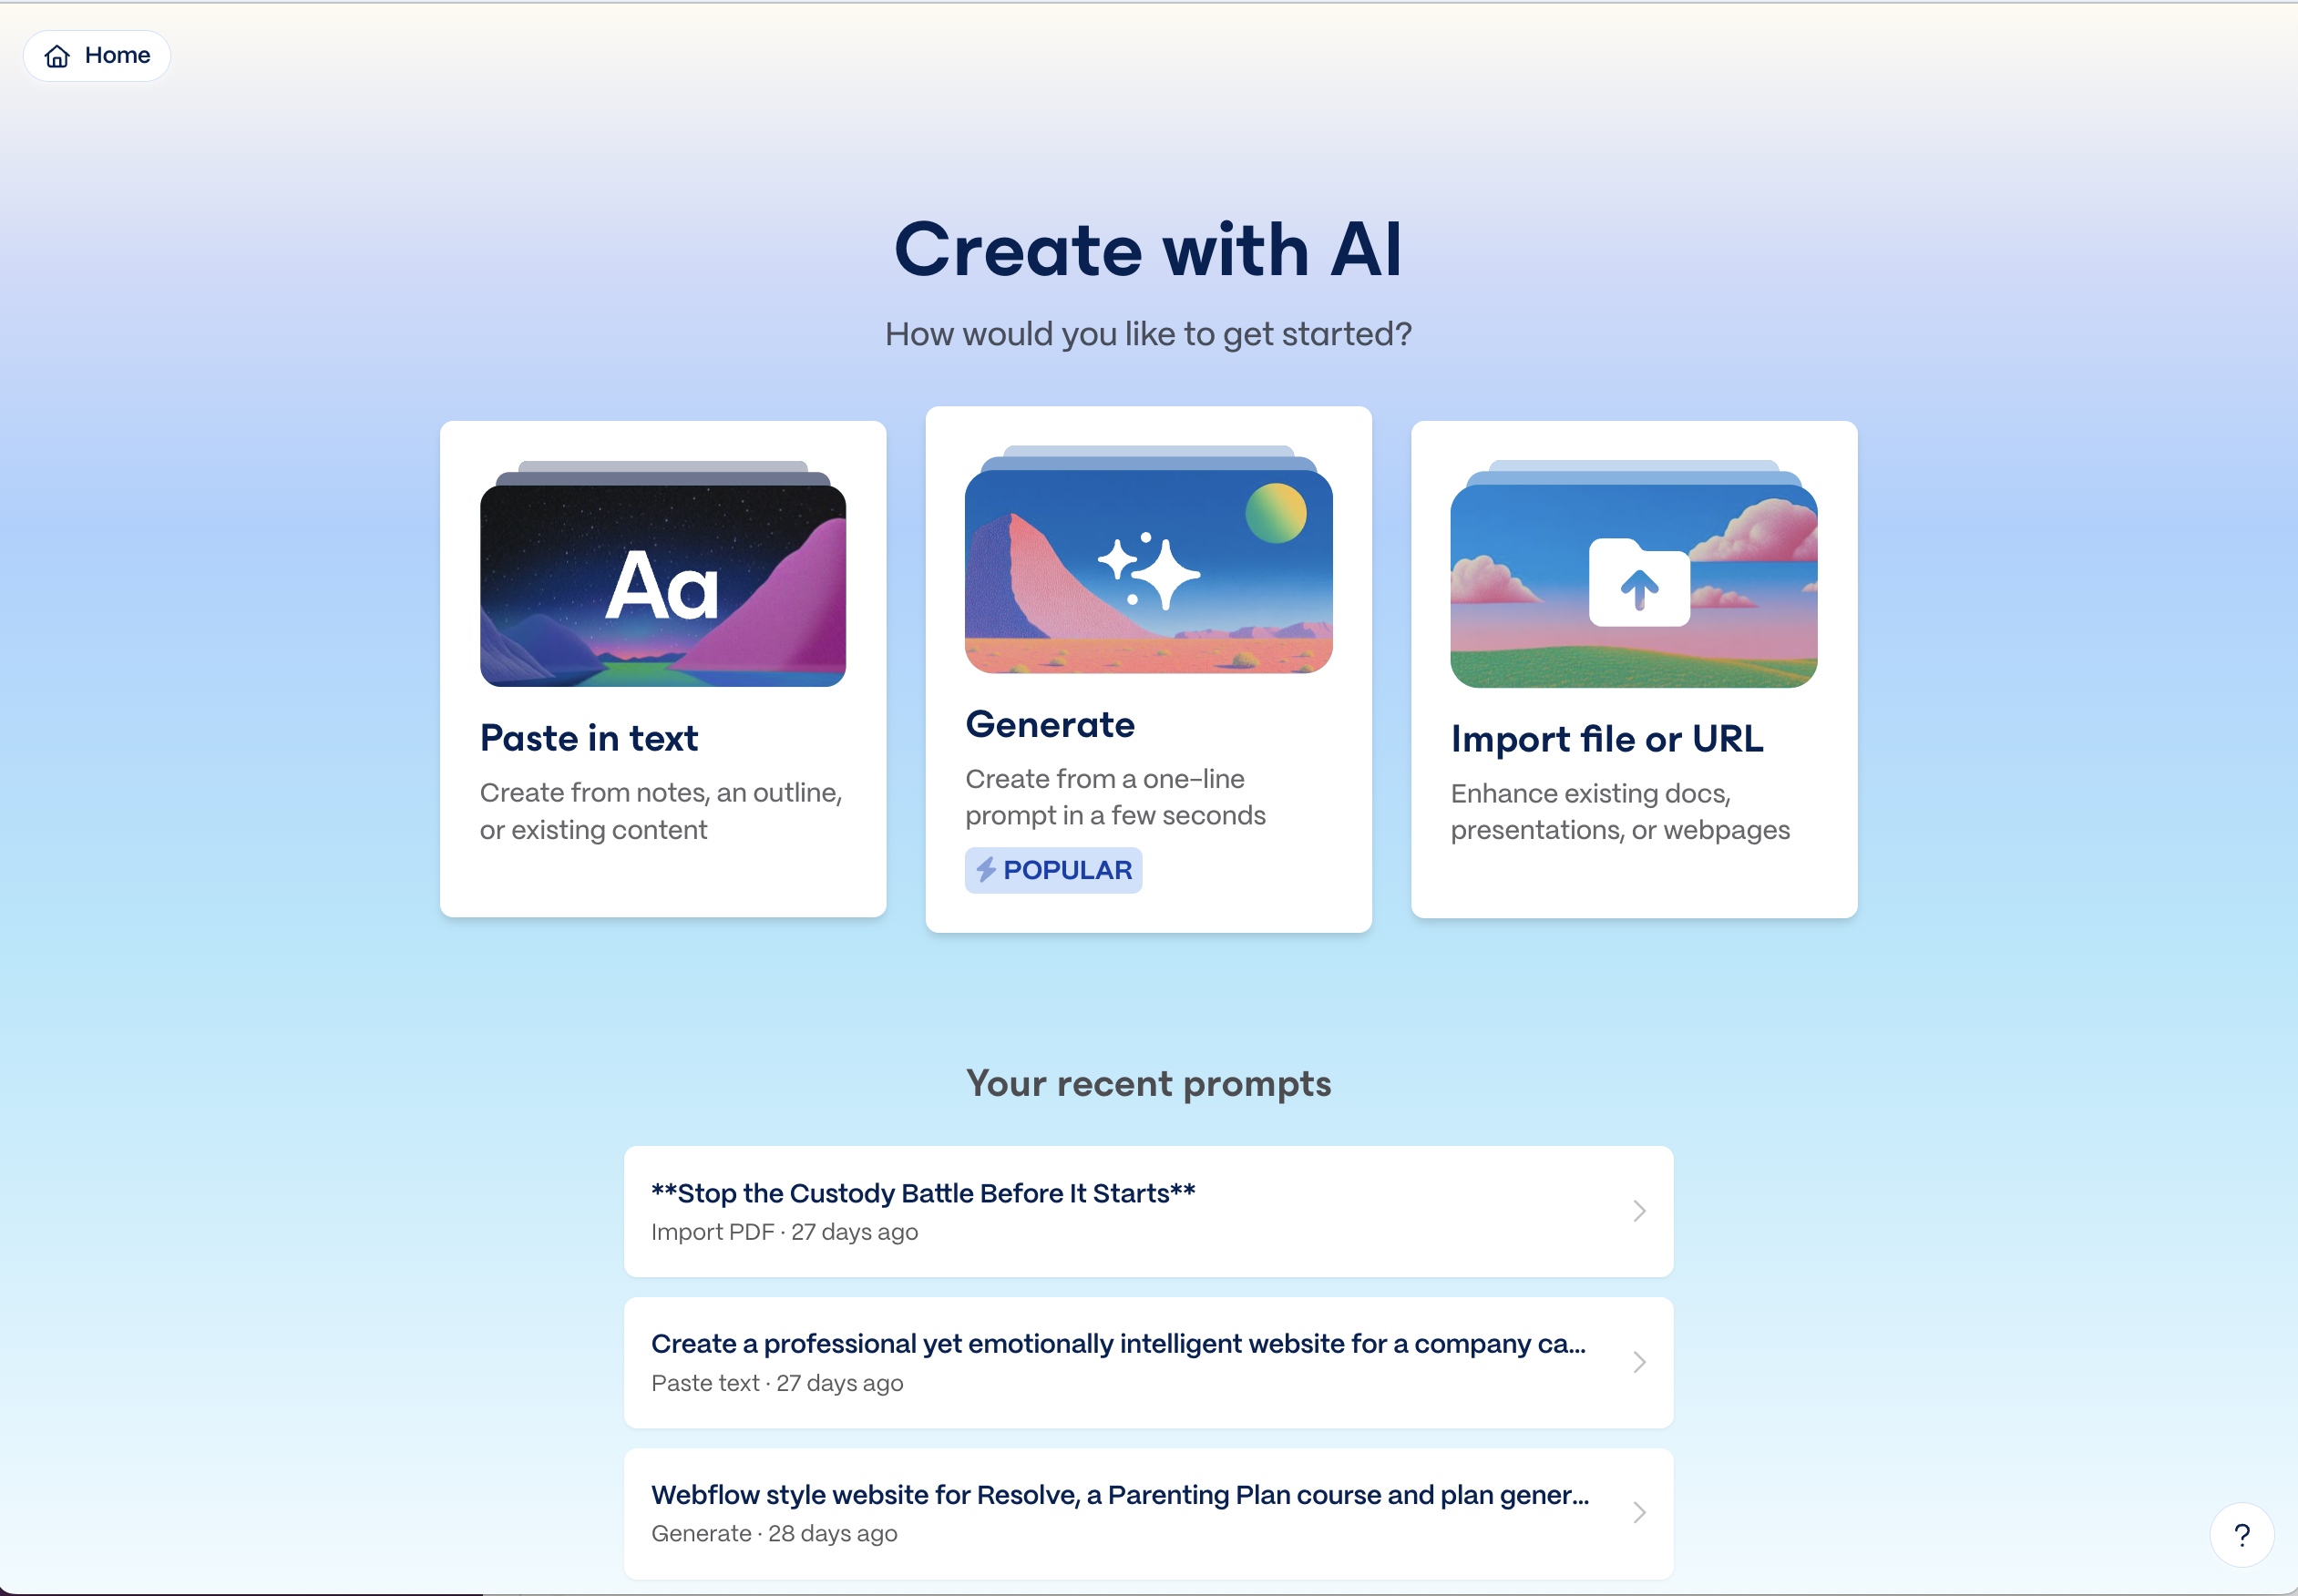 Home
Create with AI
How would you like to get started?
Aa
Paste in text
Create from notes, an outline,
or existing content
Generate
Create from a one-line
prompt in a few seconds
POPULAR
Import file or URL
Enhance existing docs,
presentations, or webpages
Your recent prompts
**Stop the Custody Battle Before It Starts**
Import PDF · 27 days ago
Create a professional yet emotionally intelligent website for a company ca...
Paste text · 27 days ago
Webflow style website for Resolve, a Parenting Plan course and plan gener...
Generate · 28 days ago
?